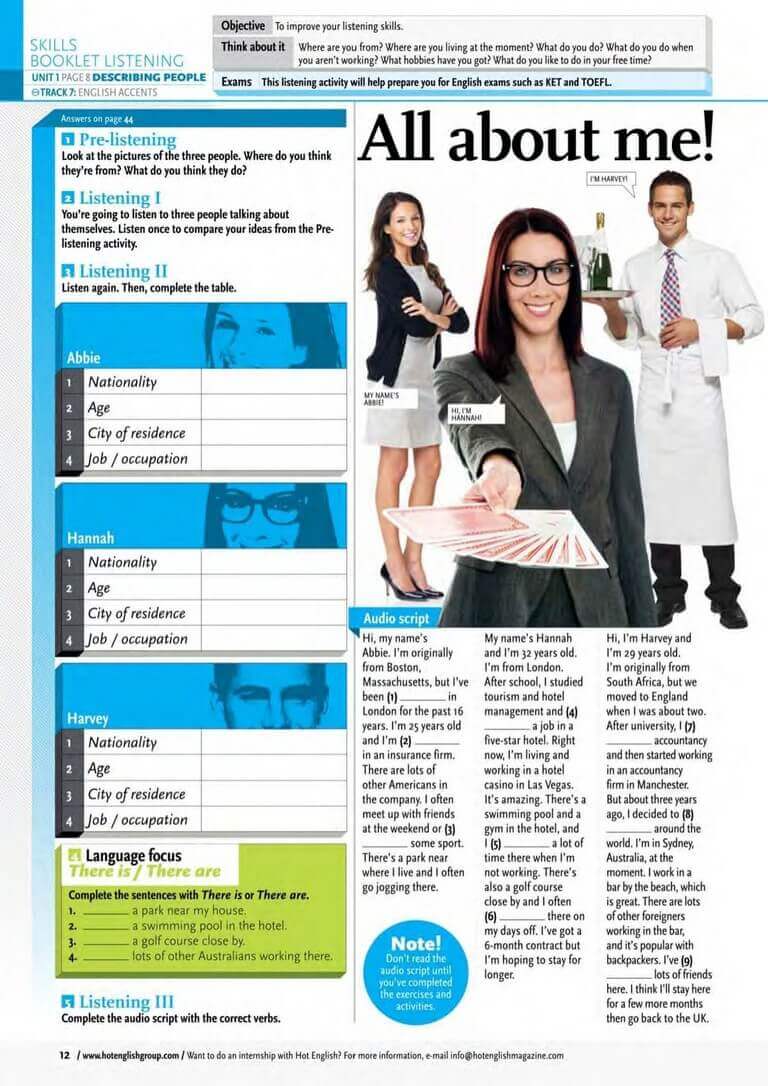 SKILLS
BOOKLET LISTENING
UNIT 1 PAGE 8 DESCRIBING PEOPLE
TRACK 7: ENGLISH ACCENTS
Objective To improve your listening skills.
Think about it Where are you from? Where are you living at the moment? What do you do? What do you do when
you aren't working? What hobbies have you got? What do you like to do in your free time?
Exams This listening activity will help prepare you for English exams such as KET and TOEFL.
Answers on page 44
1 Pre-listening
Look at the pictures of the three people. Where do you think
they're from? What do you think they do?
2 Listening I
You're going to listen to three people talking about
themselves. Listen once to compare your ideas from the Pre-
listening activity.
3 Listening II
Listen again. Then, complete the table.
Abbie
1 Nationality
2 Age
3 City of residence
4 Job / occupation
Hannah
1 Nationality
2 Age
3 City of residence
4 Job / occupation
Harvey
1 Nationality
2 Age
3 City of residence
4 Job / occupation
4 Language focus
There is / There are
Complete the sentences with There is or There are.
1. ________ a park near my house.
2. ________ a swimming pool in the hotel.
3. ________ a golf course close by.
4. ________ lots of other Australians working there.
5 Listening III
Complete the audio script with the correct verbs.
All about me!
I'M HARVEY!
MY NAME'S
ABBIE!
HI, I'M
HANNAH!
Audio script
Hi, my name's
Abbie. I'm originally
from Boston,
Massachusetts, but I've
been (1) ________ in
London for the past 16
years. I'm 25 years old
and I'm (2) ________
in an insurance firm.
There are lots of
other Americans in
the company. I often
meet up with friends
at the weekend or (3)
________ some sport.
There's a park near
where I live and I often
go jogging there.
Note!
Don't read the
audio script until
you've completed
the exercises and
activities.
My name's Hannah
and I'm 32 years old.
I'm from London.
After school, I studied
tourism and hotel
management and (4)
________ a job in a
five-star hotel. Right
now, I'm living and
working in a hotel
casino in Las Vegas.
It's amazing. There's a
swimming pool and a
gym in the hotel, and
I (5) ________ a lot of
time there when I'm
not working. There's
also a golf course
close by and I often
(6) ________ there on
my days off. I've got a
6-month contract but
I'm hoping to stay for
longer.
Hi, I'm Harvey and
I'm 29 years old.
I'm originally from
South Africa, but we
moved to England
when I was about two.
After university, I (7)
________ accountancy
and then started working
in an accountancy
firm in Manchester.
But about three years
ago, I decided to (8)
________ around the
world. I'm in Sydney,
Australia, at the
moment. I work in a
bar by the beach, which
is great. There are lots
of other foreigners
working in the bar,
and it's popular with
backpackers. I've (9)
________ lots of friends
here. I think I'll stay here
for a few more months
then go back to the UK.
12 / www.hotenglishgroup.com / Want to do an internship with Hot English? For more information, e-mail info@hotenglishmagazine.com